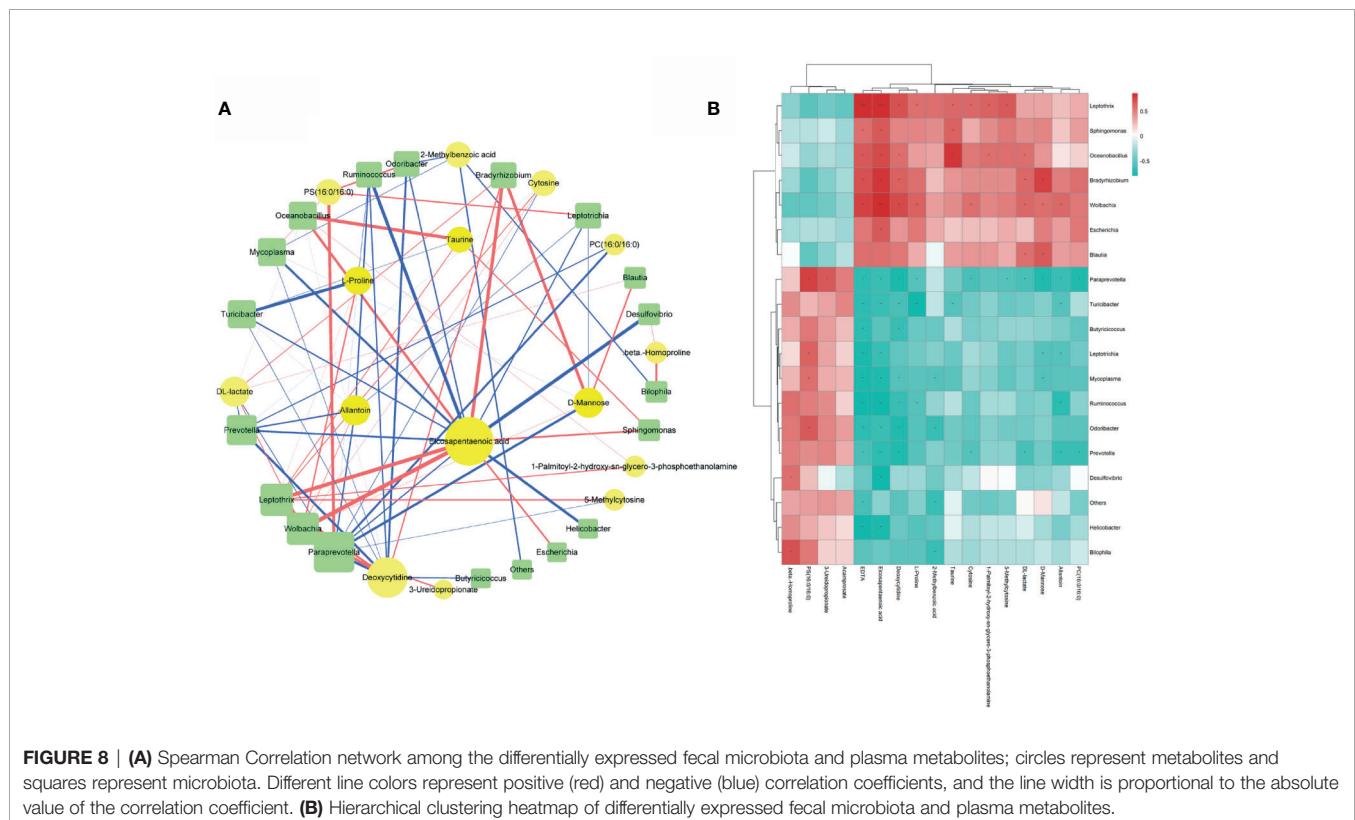 A
2-Methylbenzoic acid
Odoribacter
Ruminococcus
Bradyrhizobium
Cytosine
PS(16:0/16:0)
Oceanobacillus
Leptotrichia
Taurine
PC(16:0/16:0)
Mycoplasma
L-Proline
Blautia
Turicibacter
Desulfovibrio
beta.-Homoproline
DL-lactate
Bilophila
Allantoin
D-Mannose
Prevotella
Sphingomonas
Eicosapentaenoic acid
1-Palmitoyl-2-hydroxy-sn-glycero-3-phosphoethanolamine
Leptothrix
5-Methylcytosine
Wolbachia
Helicobacter
Paraprevotella
Escherichia
Others
Deoxycytidine
Butyricicoccus
3-Ureidopropionate
B
0.5
0
-0.5
Leptothrix
Sphingomonas
Oceanobacillus
Bradyrhizobium
Wolbachia
Escherichia
Blautia
Paraprevotella
Turicibacter
Butyricicoccus
Leptotrichia
Mycoplasma
Ruminococcus
Odoribacter
Prevotella
Desulfovibrio
Others
Helicobacter
Bilophila
beta.-Homoproline
PS(16:0/16:0)
3-Ureidopropionate
Acamprosate
EDTA
Eicosapentaenoic acid
Deoxycytidine
L-Proline
2-Methylbenzoic acid
Taurine
Cytosine
1-Palmitoyl-2-hydroxy-sn-glycero-3-phosphoethanolamine
5-Methylcytosine
DL-lactate
D-Mannose
Allantoin
PC(16:0/16:0)
FIGURE 8 | (A) Spearman Correlation network among the differentially expressed fecal microbiota and plasma metabolites; circles represent metabolites and
squares represent microbiota. Different line colors represent positive (red) and negative (blue) correlation coefficients, and the line width is proportional to the absolute
value of the correlation coefficient. (B) Hierarchical clustering heatmap of differentially expressed fecal microbiota and plasma metabolites.